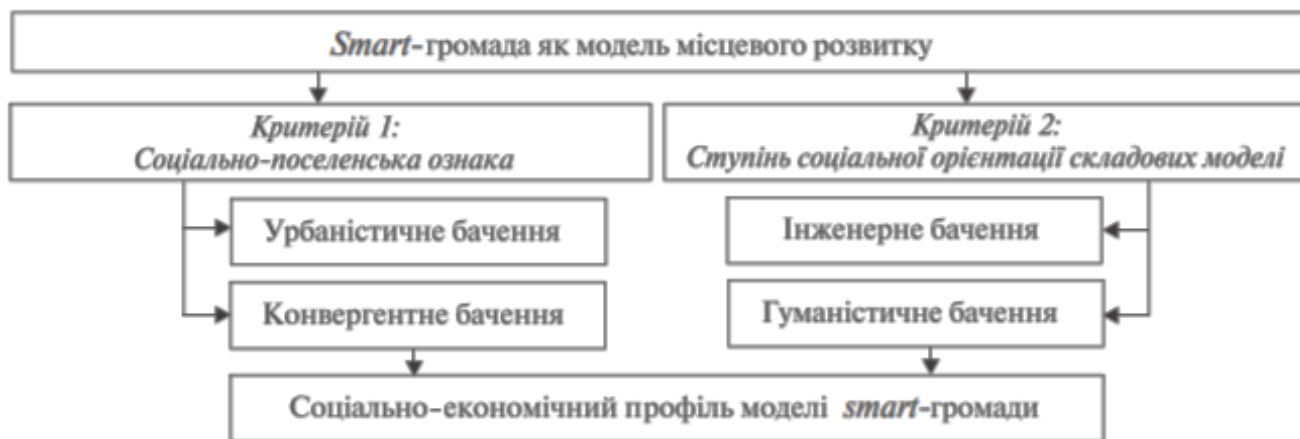 Smart-громада як модель місцевого розвитку
Критерій 1:
Соціально-поселенська ознака
Критерій 2:
Ступінь соціальної орієнтації складових моделі
Урбаністичне бачення
Інженерне бачення
Конвергентне бачення
Гуманістичне бачення
Соціально-економічний профіль моделі smart-громади